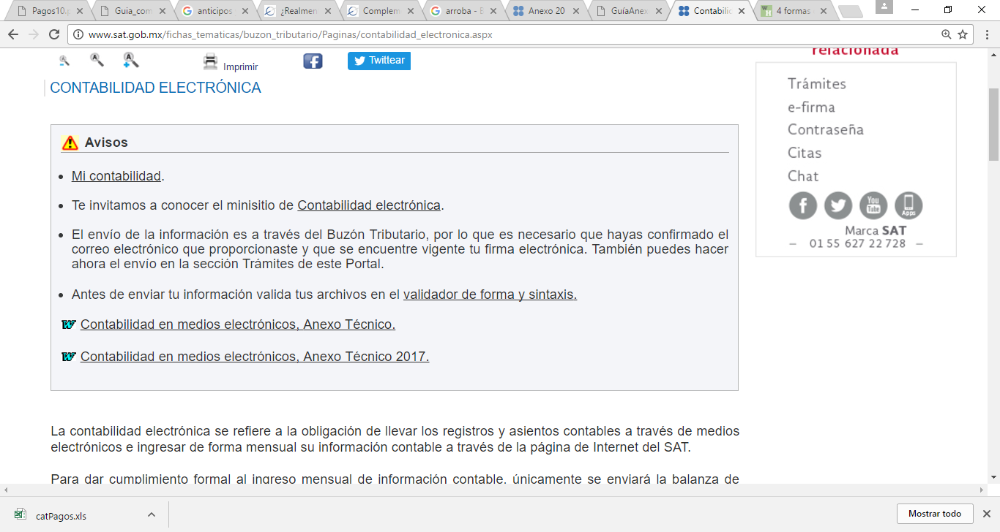 Pagos10.p
Guia_com
anticipos
¿Realmen
Complem
arroba - E
Anexo 20
GuíaAnex
Contabilic
4 formas
www.sat.gob.mx/fichas_tematicas/buzon_tributario/Paginas/contabilidad_electronica.aspx
Imprimir
Twittear
relacionada
CONTABILIDAD ELECTRÓNICA
Avisos
Mi contabilidad.
Te invitamos a conocer el minisitio de Contabilidad electrónica.
El envío de la información es a través del Buzón Tributario, por lo que es necesario que hayas confirmado el
correo electrónico que proporcionaste y que se encuentre vigente tu firma electrónica. También puedes hacer
ahora el envío en la sección Trámites de este Portal.
Antes de enviar tu información valida tus archivos en el validador de forma y sintaxis.
Contabilidad en medios electrónicos, Anexo Técnico.
Contabilidad en medios electrónicos, Anexo Técnico 2017.
La contabilidad electrónica se refiere a la obligación de llevar los registros y asientos contables a través de medios
electrónicos e ingresar de forma mensual su información contable a través de la página de Internet del SAT.
Para dar cumplimiento formal al ingreso mensual de información contable, únicamente se enviará la balanza de
Trámites
e-firma
Contraseña
Citas
Chat
You
Tube
Apps
Marca SAT
– 01 55 627 22 728 –
catPagos.xls
Mostrar todo